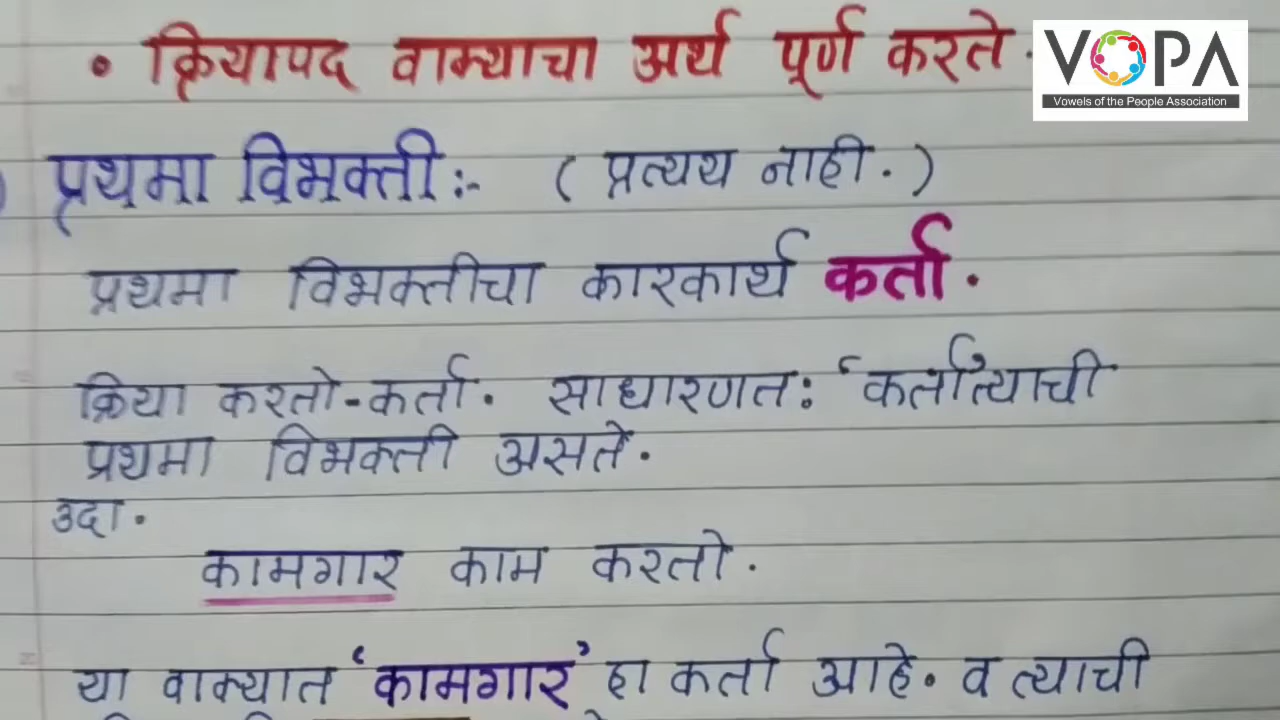 • क्रियापद वाक्याचा अर्थ पूर्ण करते.
VOPA
Vowels of the People Association
प्रथमा विभक्ती:- ( प्रत्यय नाही. )
प्रथमा विभक्तीचा कारकार्थ कर्ता.
क्रिया करतो-कर्ता. साधारणतः 'कर्ता'त्याची
प्रथमा विभक्ती असते.
उदा.
कामगार काम करतो.
या वाक्यात 'कामगार' हा कर्ता आहे. व त्याची